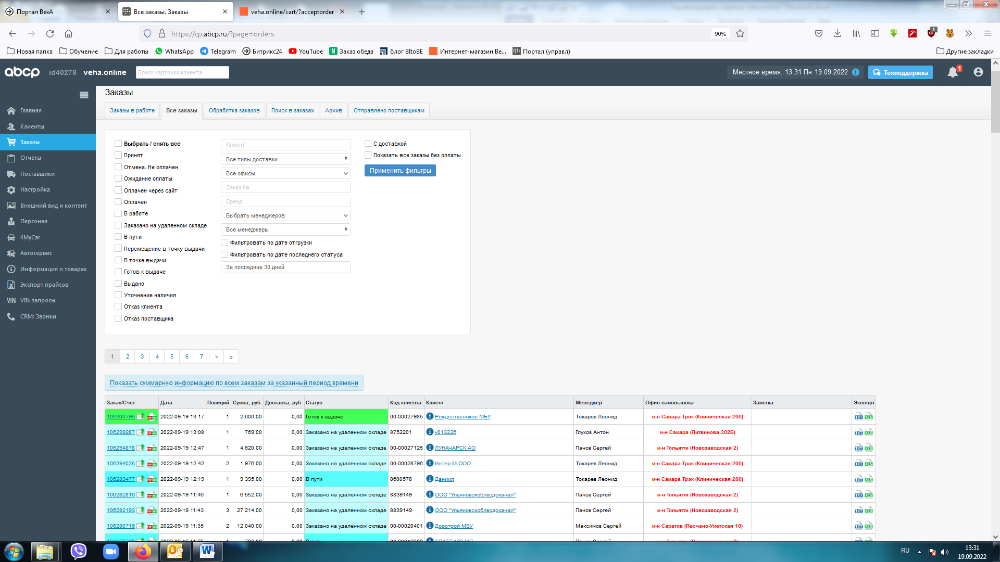 Портал ВехА
Все заказы. Заказы
veha.online/cart/?acceptorder
https://cp.abcp.ru/?page=orders
90%
1
Новая папка
Обучение
Для работы
WhatsApp
Telegram
Битрикс24
YouTube
Заказ обеда
блог BItoBE
Интернет-магазин Ве...
Портал (управл)
Другие закладки
abcp
id40278
veha.online
Поиск карточки клиента
Местное время: 13:31 Пн 19.09.2022
Техподдержка
1
Главная
Клиенты
Заказы
Отчеты
Поставщики
Настройка
Внешний вид и контент
Персонал
4MyCar
Автосервис
Информация о товарах
Экспорт прайсов
VIN VIN-запросы
CRM: Звонки
Заказы
Заказы в работе
Все заказы
Обработка заказов
Поиск в заказах
Архив
Отправлено поставщикам
Выбрать / снять все
Принят
Отмена. Не оплачен
Ожидание оплаты
Оплачен через сайт
Оплачен
В работе
Заказано на удаленном складе
В пути
Перемещение в точку выдачи
В точке выдачи
Готов к выдаче
Выдано
Уточнение наличия
Отказ клиента
Отказ поставщика
Клиент
Все типы доставки
Все офисы
Заказ №
Бренд
Выбрать менеджеров
Все менеджеры
Фильтровать по дате отгрузки
Фильтровать по дате последнего статуса
За последние 30 дней
С доставкой
Показать все заказы без оплаты
Применить фильтры
1 2 3 4 5 6 7 > »
Показать суммарную информацию по всем заказам за указанный период времени
Заказ/Счет Дата Позиций Сумма, руб. Доставка, руб. Статус Код клиента Клиент Менеджер Офис самовывоза Заметка Экспорт
106300795 PDF XLS 2022-09-19 13:17 1 2 600,00 0,00 Готов к выдаче 00-00027985 Рождественское МБУ Токарев Леонид м-н Самара Трэк (Клиническая 200) TXT XLS
106299287 PDF XLS 2022-09-19 13:08 1 769,00 0,00 Заказано на удаленном складе 8752201 v013226 Глухов Антон м-н Самара (Литвинова 302Б) TXT XLS
106294878 PDF XLS 2022-09-19 12:47 1 4 620,00 0,00 Заказано на удаленном складе 00-00027125 ЛУНАЧАРСК АО Панов Сергей м-н Тольятти (Новозаводская 2) TXT XLS
106294025 PDF XLS 2022-09-19 12:42 2 1 976,00 0,00 Заказано на удаленном складе 00-00028796 Интер-М ООО Токарев Леонид м-н Самара Трэк (Клиническая 200) TXT XLS
106289477 PDF XLS 2022-09-19 12:19 1 9 395,00 0,00 В пути 8600578 Даниил Токарев Леонид м-н Самара Трэк (Клиническая 200) TXT XLS
106282816 PDF XLS 2022-09-19 11:46 1 6 552,00 0,00 Заказано на удаленном складе 8839149 ООО "Ульяновскоблводоканал" Панов Сергей м-н Тольятти (Новозаводская 2) TXT XLS
106282193 PDF XLS 2022-09-19 11:43 3 27 214,00 0,00 Заказано на удаленном складе 8839149 ООО "Ульяновскоблводоканал" Панов Сергей м-н Тольятти (Новозаводская 2) TXT XLS
106280716 PDF XLS 2022-09-19 11:35 2 12 040,00 0,00 Заказано на удаленном складе 00-00020401 Дорстрой МБУ Максимов Сергей м-н Саратов (Песчано-Уметская 10) TXT XLS
RU
13:31
19.09.2022